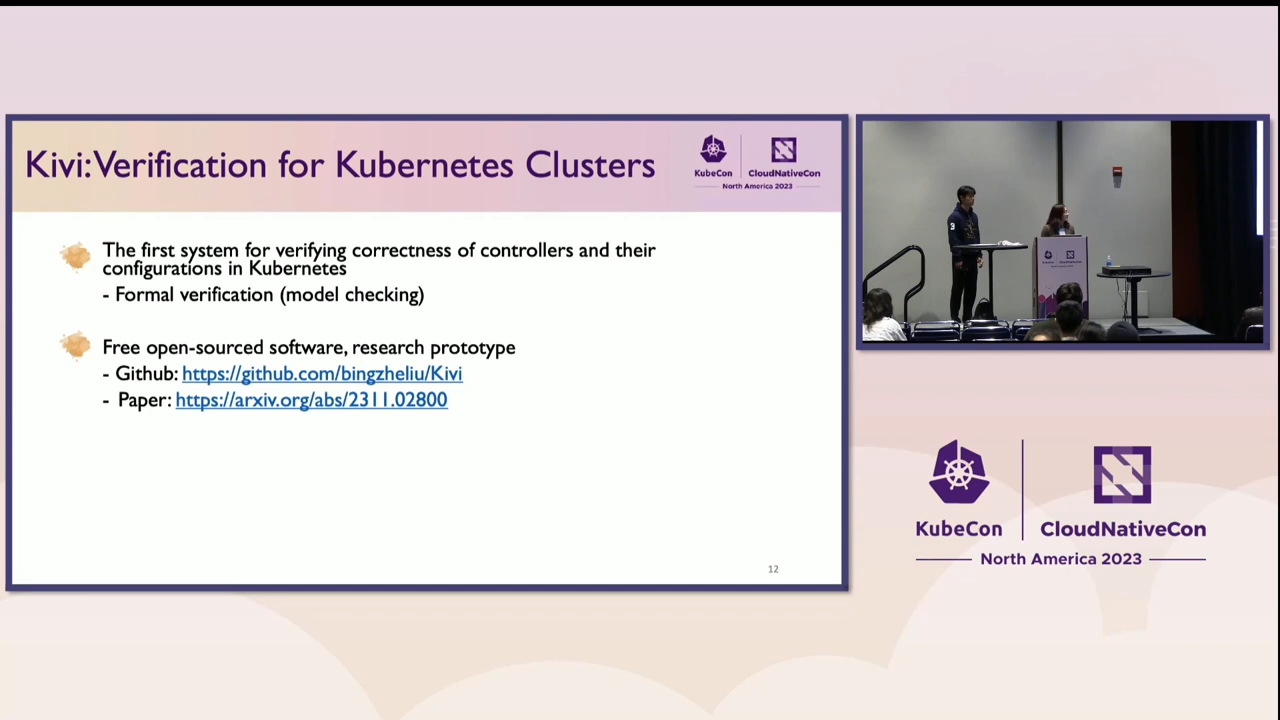 Kivi: Verification for Kubernetes Clusters
KubeCon
CloudNativeCon
North America 2023
The first system for verifying correctness of controllers and their
configurations in Kubernetes
- Formal verification (model checking)
Free open-sourced software, research prototype
- Github: https://github.com/bingzheliu/Kivi
- Paper: https://arxiv.org/abs/2311.02800
12
3
KubeCon
CloudNativeCon
North America 2023